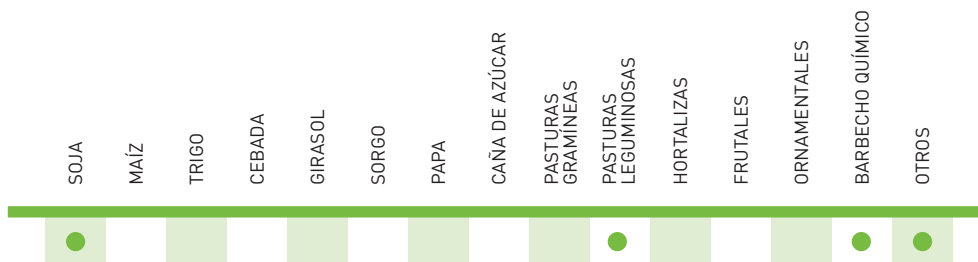 SOJA
MAÍZ
TRIGO
CEBADA
GIRASOL
SORGO
PAPA
CAÑA DE AZÚCAR
PASTURAS
GRAMÍNEAS
PASTURAS
LEGUMINOSAS
HORTALIZAS
FRUTALES
ORNAMENTALES
BARBECHO QUÍMICO
OTROS